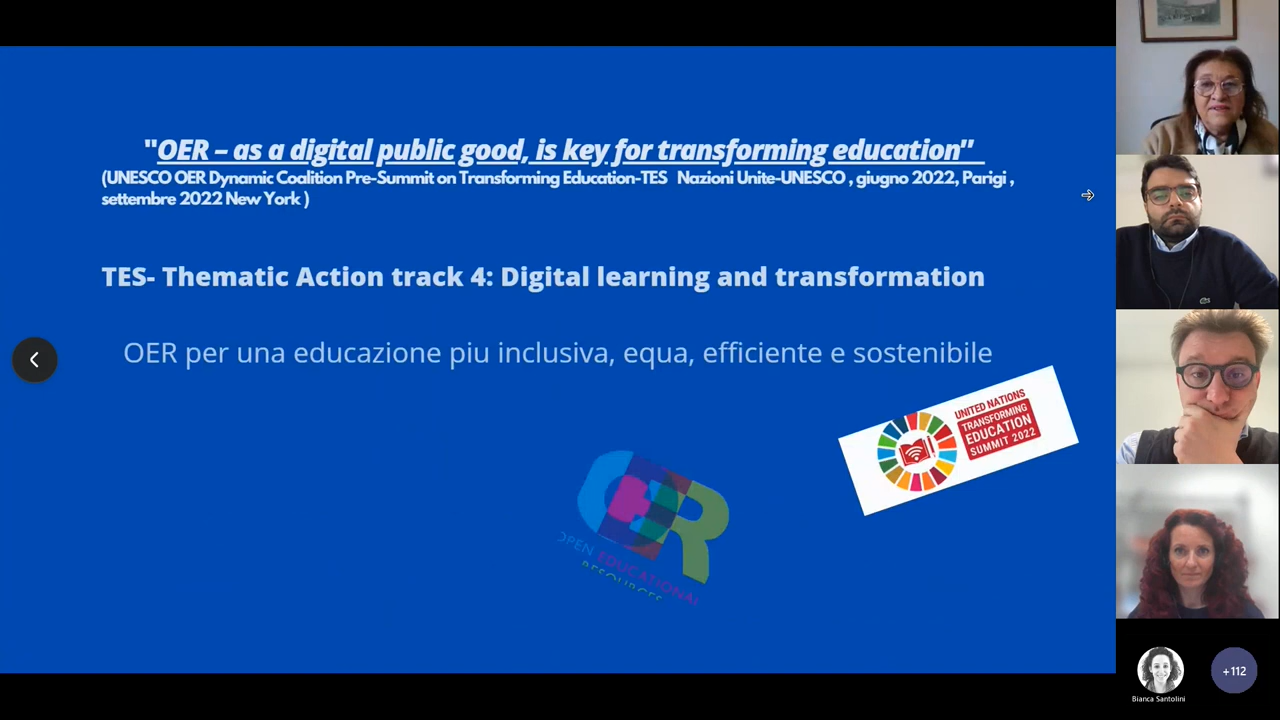 "OER – as a digital public good, is key for transforming education"
(UNESCO OER Dynamic Coalition Pre-Summit on Transforming Education-TES Nazioni Unite-UNESCO , giugno 2022, Parigi ,
settembre 2022 New York )
TES- Thematic Action track 4: Digital learning and transformation
OER per una educazione piu inclusiva, equa, efficiente e sostenibile
UNITED NATIONS
TRANSFORMING
EDUCATION
SUMMIT 2022
OER
OPEN EDUCATIONAL
RESOURCES
Bianca Santolini
+112